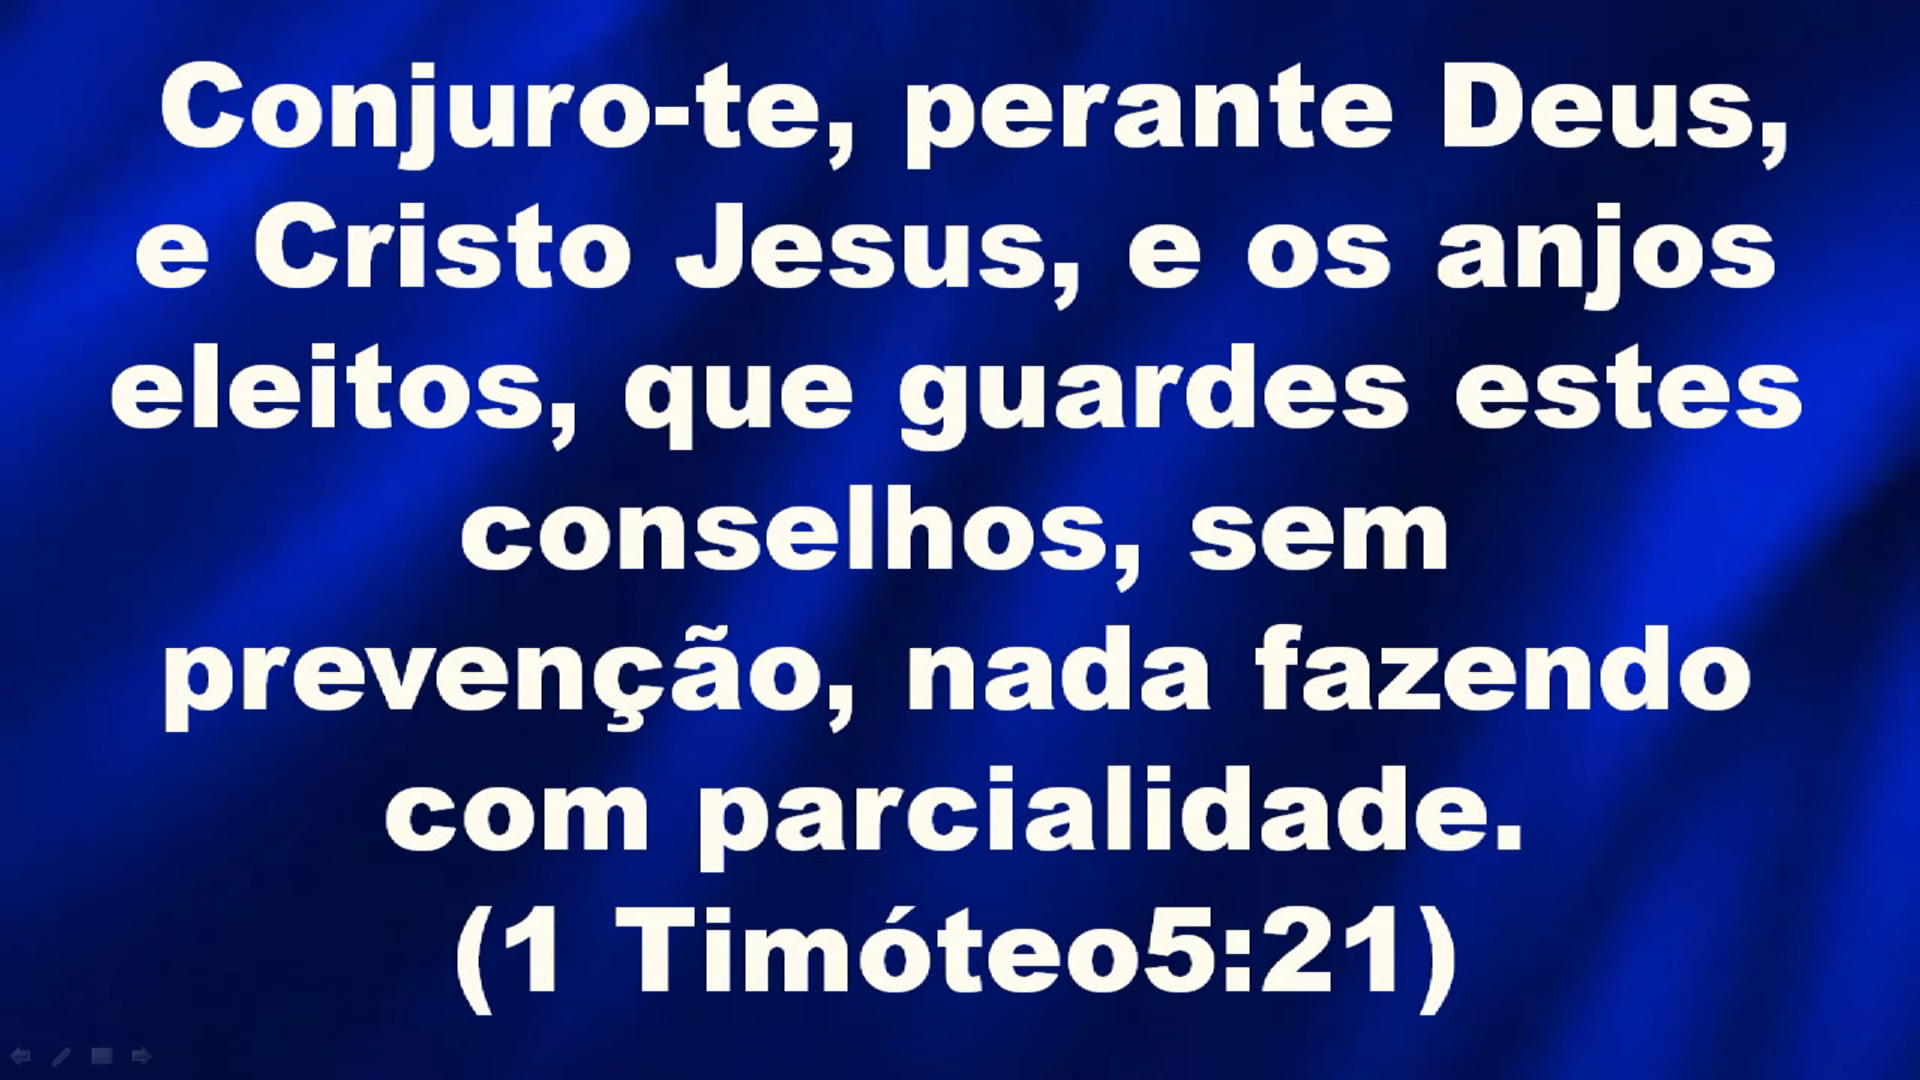 Conjuro-te, perante Deus,
e Cristo Jesus, e os anjos
eleitos, que guardes estes
conselhos, sem
prevenção, nada fazendo
com parcialidade.
(1 Timóteo5:21)